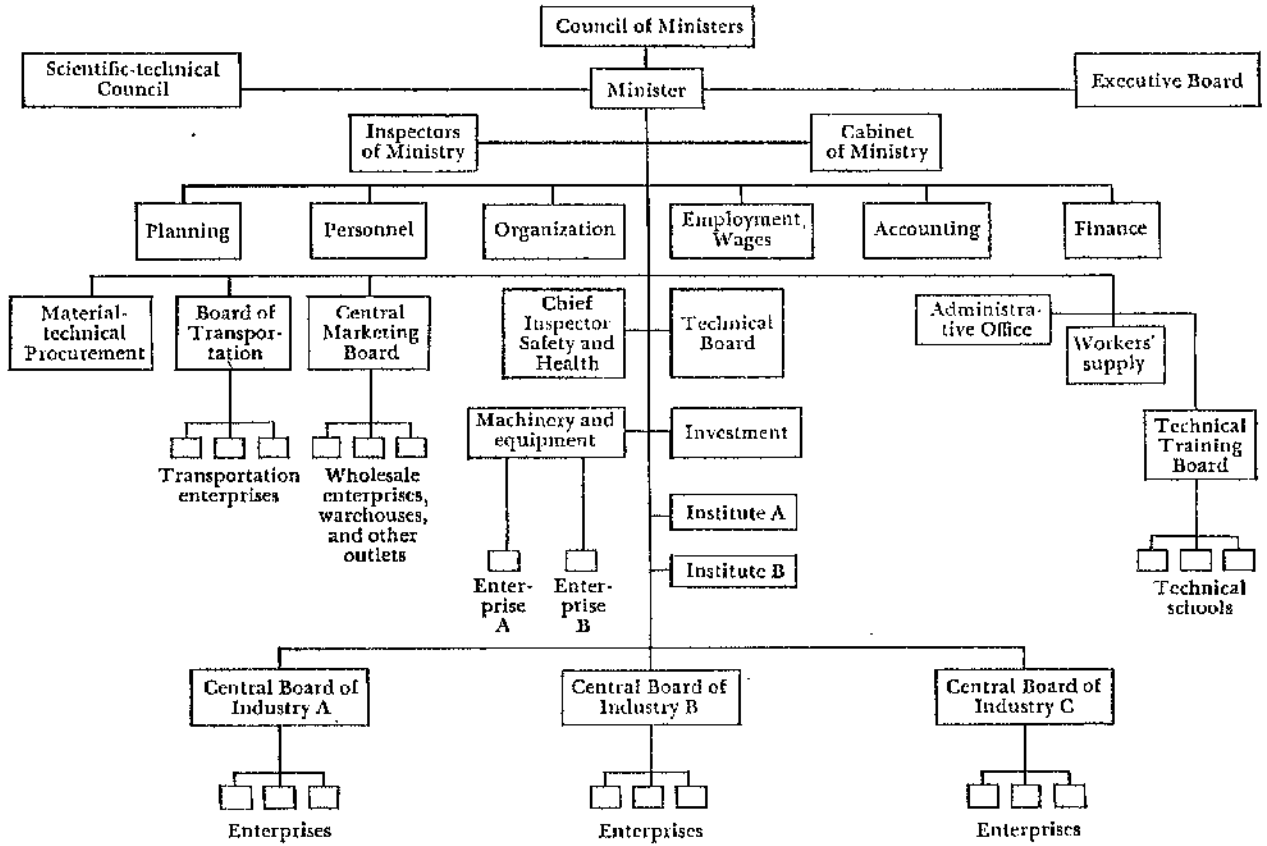 Council of Ministers
Scientific-technical
Council
Minister
Executive Board
Inspectors
of Ministry
Cabinet
of Ministry
Planning
Personnel
Organization
Employment,
Wages
Accounting
Finance
Material-
technical
Procurement
Board of
Transpor-
tation
Central
Marketing
Board
Chief
Inspector
Safety and
Health
Technical
Board
Administra-
tive Office
Workers'
supply
Machinery and
equipment
Investment
Technical
Training
Board
Transportation
enterprises
Wholesale
enterprises,
warchouses,
and other
outlets
Institute A
Institute B
Enter-
prise
A
Enter-
prise
B
Technical
schools
Central Board of
Industry A
Central Board of
Industry B
Central Board of
Industry C
Enterprises
Enterprises
Enterprises